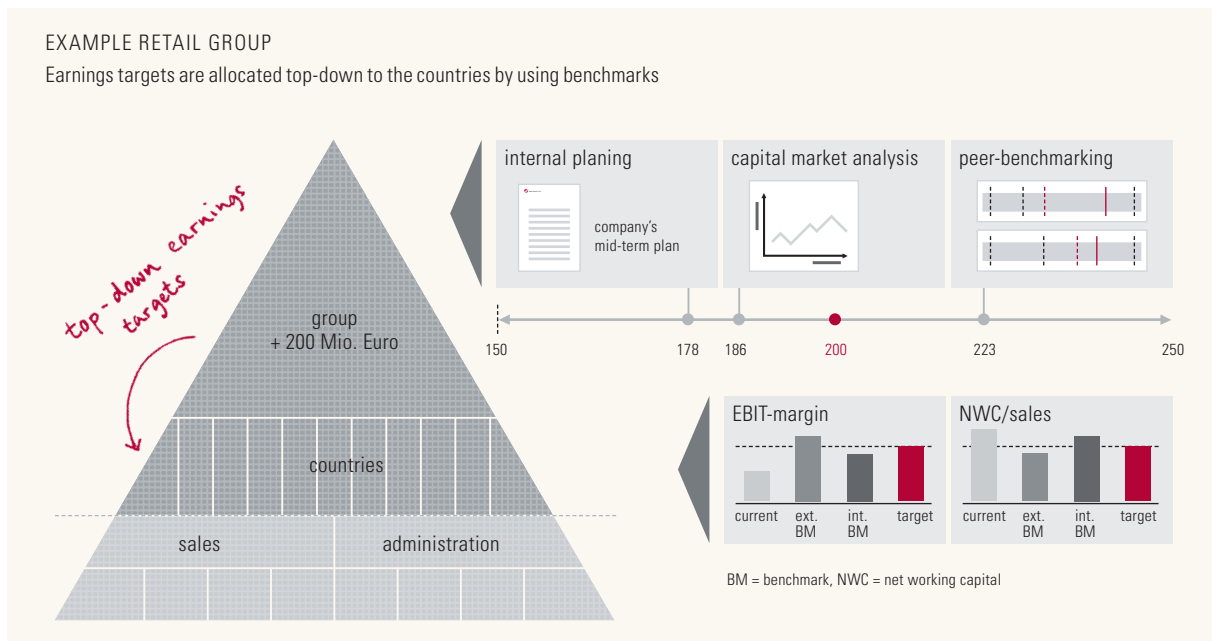 EXAMPLE RETAIL GROUP
Earnings targets are allocated top-down to the countries by using benchmarks
top-down earnings
targets
group
+ 200 Mio. Euro
countries
sales
administration
internal planing
company's
mid-term plan
capital market analysis
peer-benchmarking
150
178
186
200
223
250
EBIT-margin
current
ext.
BM
int.
BM
target
NWC/sales
current
ext.
BM
int.
BM
target
BM = benchmark, NWC = net working capital